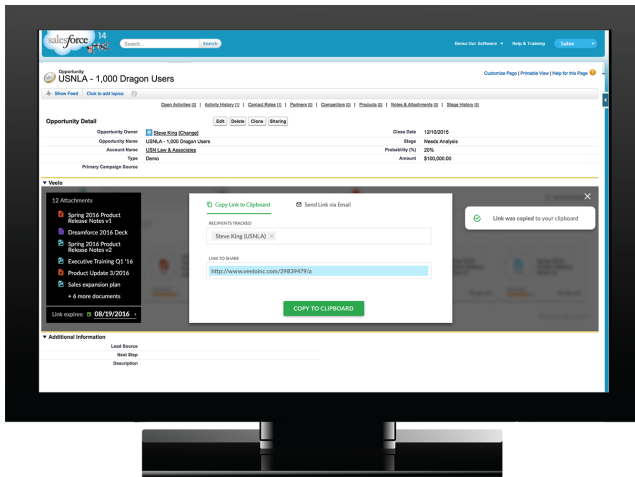 salesforce
14
Search...
Search
Demo Our Software
Help & Training
Sales
Opportunity
USNLA - 1,000 Dragon Users
Customize Page | Printable View | Help for this Page
Show Feed Click to add topics:
Open Activities [0] | Activity History [1] | Contact Roles [1] | Partners [0] | Competitors [0] | Products [0] | Notes & Attachments [0] | Stage History [5]
Opportunity Detail
Edit Delete Clone Sharing
Opportunity Owner Steve King [Change] Close Date 12/10/2015
Opportunity Name USNLA - 1,000 Dragon Users Stage Needs Analysis
Account Name USN Law & Associates Probability (%) 20%
Type Demo Amount $100,000.00
Primary Campaign Source
Veelo
12 Attachments
Spring 2016 Product
Release Notes v1
Dreamforce 2016 Deck
Spring 2016 Product
Release Notes v2
Executive Training Q1 '16
Product Update 3/2016
Sales expansion plan
+ 6 more documents
Link expires: 08/19/2016
Copy Link to Clipboard
Send Link via Email
RECIPIENTS TRACKED
Steve King (USNLA) ×
LINK TO SHARE
http://www.veeloinc.com/29839479/a
COPY TO CLIPBOARD
Link was copied to your clipboard
Additional Information
Lead Source
Next Step
Description